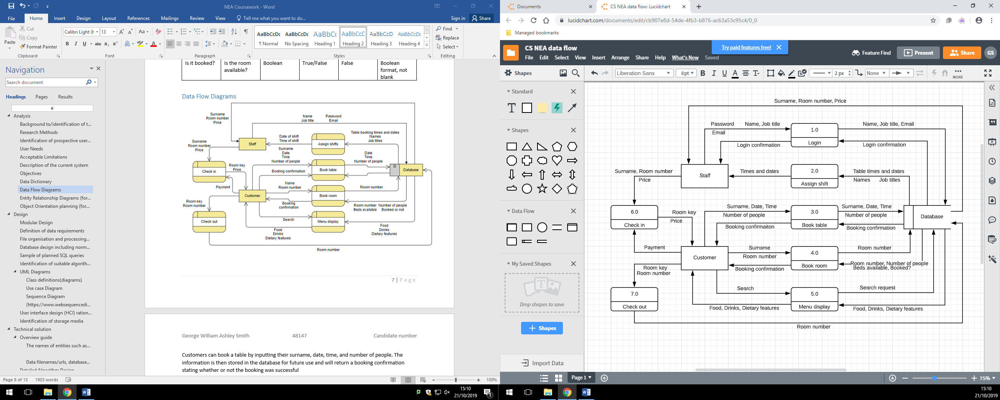 NEA Coursework - Word
File Home Insert Design Layout References Mailings Review View Tell me what you want to do... Sign in Share
Paste
Cut
Copy
Format Painter
Clipboard
Calibri Light (H 13
Font
Paragraph
AaBbCcDc AaBbCcDc AaBbCc AaBbCcD AaBbCcD AaBbCcDc
¶ Normal No Spacing Heading 1 Heading 2 Heading 3 Heading 4
Styles
Find
Replace
Select
Editing
Navigation
Search document
Headings Pages Results
Analysis
Background to/identification of t...
Research Methods
Identification of prospective user...
User Needs
Acceptable Limitations
Description of the current system
Objectives
Data Dictionary
Data Flow Diagrams
Entity Relationship Diagrams (for...
Object Orientation planning (for...
Design
Modular Design
Definition of data requirements
File organisation and processing...
Database design including norm...
Sample of planned SQL queries
Identification of suitable algorith...
UML Diagrams
Class definitions(diagrams)
Use case Diagram
Sequence Diagram
(https://www.websequencedi...
User interface design (HCI) ration...
Identification of storage media
Technical solution
Overview guide
The names of entities such as...
Data filenames/urls, database...
Detailed Algorithm Design
Is it booked? Is the room available? Boolean True/False False Boolean format, not blank
Data Flow Diagrams
Surname
Room number
Price
Name
Job title
Password
Email
Surname
Room number
Price
Staff
Date of shift
Time of shift
Assign shifts
Table booking times and dates
Names
Job titles
Surname
Date
Time
Number of people
Date
Time
Number of people
Check in
Room key
Price
Booking confirmation
Book table
D Database
Payment
Customer
Name
Room number
Book room
Room number
Room key
Room number
Booking
confirmation
Room number Number of people
Beds available Booked or not
Check out
Search
Menu display
Food
Drinks
Dietary features
Food
Drinks
Dietary features
Room number
7 | Page
George William Ashley Smith 48147 Candidate number
Customers can book a table by inputting their surname, date, time, and number of people. The
information is then stored in the database for future use and will return a booking confirmation
stating whether or not the booking was successful
Page 8 of 13 1903 words 100%
15:10
21/10/2019
Documents
CS NEA data flow: Lucidchart
lucidchart.com/documents/edit/cb907e8d-54de-4fb3-b876-ac63a53c95c4/0_0
Managed bookmarks
CS NEA data flow
Try paid features free!
Feature Find Present Share GS
File Edit Select View Insert Arrange Share Help What's New Saved
Shapes
Liberation Sans 8pt B I U A T 2 px None MORE
Standard
T
Shapes
Data Flow
My Saved Shapes
T
Drop shapes to save
+ Shapes
Import Data
Surname, Room number, Price
Password
Email
Name, Job title
1.0
Login
Name, Job title, Email
Login confirmation
Login confirmation
Surname, Room number
Price
Staff
Times and dates
2.0
Assign shift
Table times and dates
Names Job titles
6.0
Check in
Room key
Price
Surname, Date, Time
Number of people
3.0
Book table
Surname, Date, Time
Number of people
Database
Booking confirmaiton
Booking confirmation
Payment
Customer
Surname
Room number
4.0
Book room
Room number
Room key
Room number
Booking confirmation
Room number, Number of people
Beds available, Booked?
7.0
Check out
Search
5.0
Menu display
Search request
Food, Drinks, Dietary features
Food, Drinks, Dietary features
Room number
Page 1 75%
15:10
21/10/2019